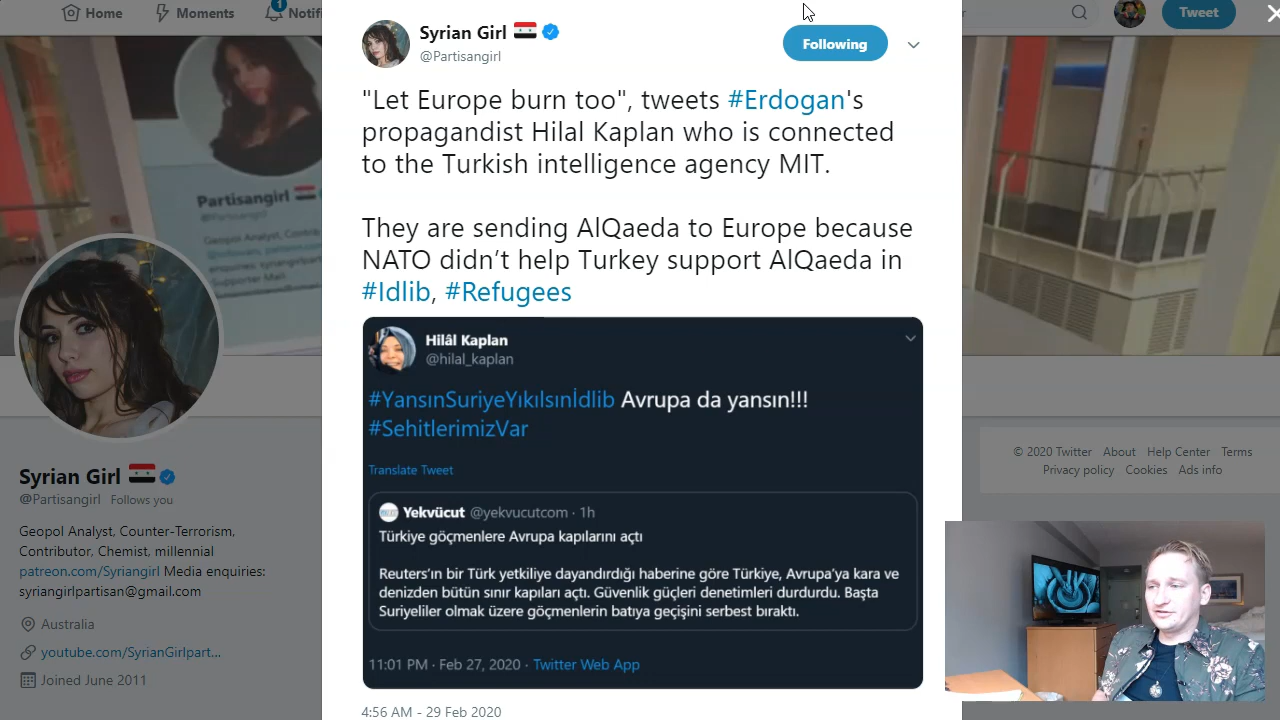 Home
Moments
1
Notif
Tweet
Syrian Girl
@Partisangirl
Following
"Let Europe burn too", tweets #Erdogan's
propagandist Hilal Kaplan who is connected
to the Turkish intelligence agency MIT.
They are sending AlQaeda to Europe because
NATO didn’t help Turkey support AlQaeda in
#Idlib, #Refugees
Hilâl Kaplan
@hilal_kaplan
#YansınSuriyeYıkılsınİdlib Avrupa da yansın!!!
#SehitlerimizVar
Translate Tweet
Yekvücut @yekvucutcom · 1h
Türkiye göçmenlere Avrupa kapılarını açtı
Reuters’ın bir Türk yetkiliye dayandırdığı haberine göre Türkiye, Avrupa’ya kara ve
denizden bütün sınır kapıları açtı. Güvenlik güçleri denetimleri durdurdu. Başta
Suriyeliler olmak üzere göçmenlerin batıya geçişini serbest bıraktı.
11:01 PM · Feb 27, 2020 · Twitter Web App
4:56 AM - 29 Feb 2020
Partisangirl
Syrian Girl
@Partisangirl Follows you
Geopol Analyst, Counter-Terrorism,
Contributor, Chemist, millennial
patreon.com/Syriangirl Media enquiries:
syriangirlpartisan@gmail.com
Australia
youtube.com/SyrianGirlpart...
Joined June 2011
© 2020 Twitter About Help Center Terms
Privacy policy Cookies Ads info